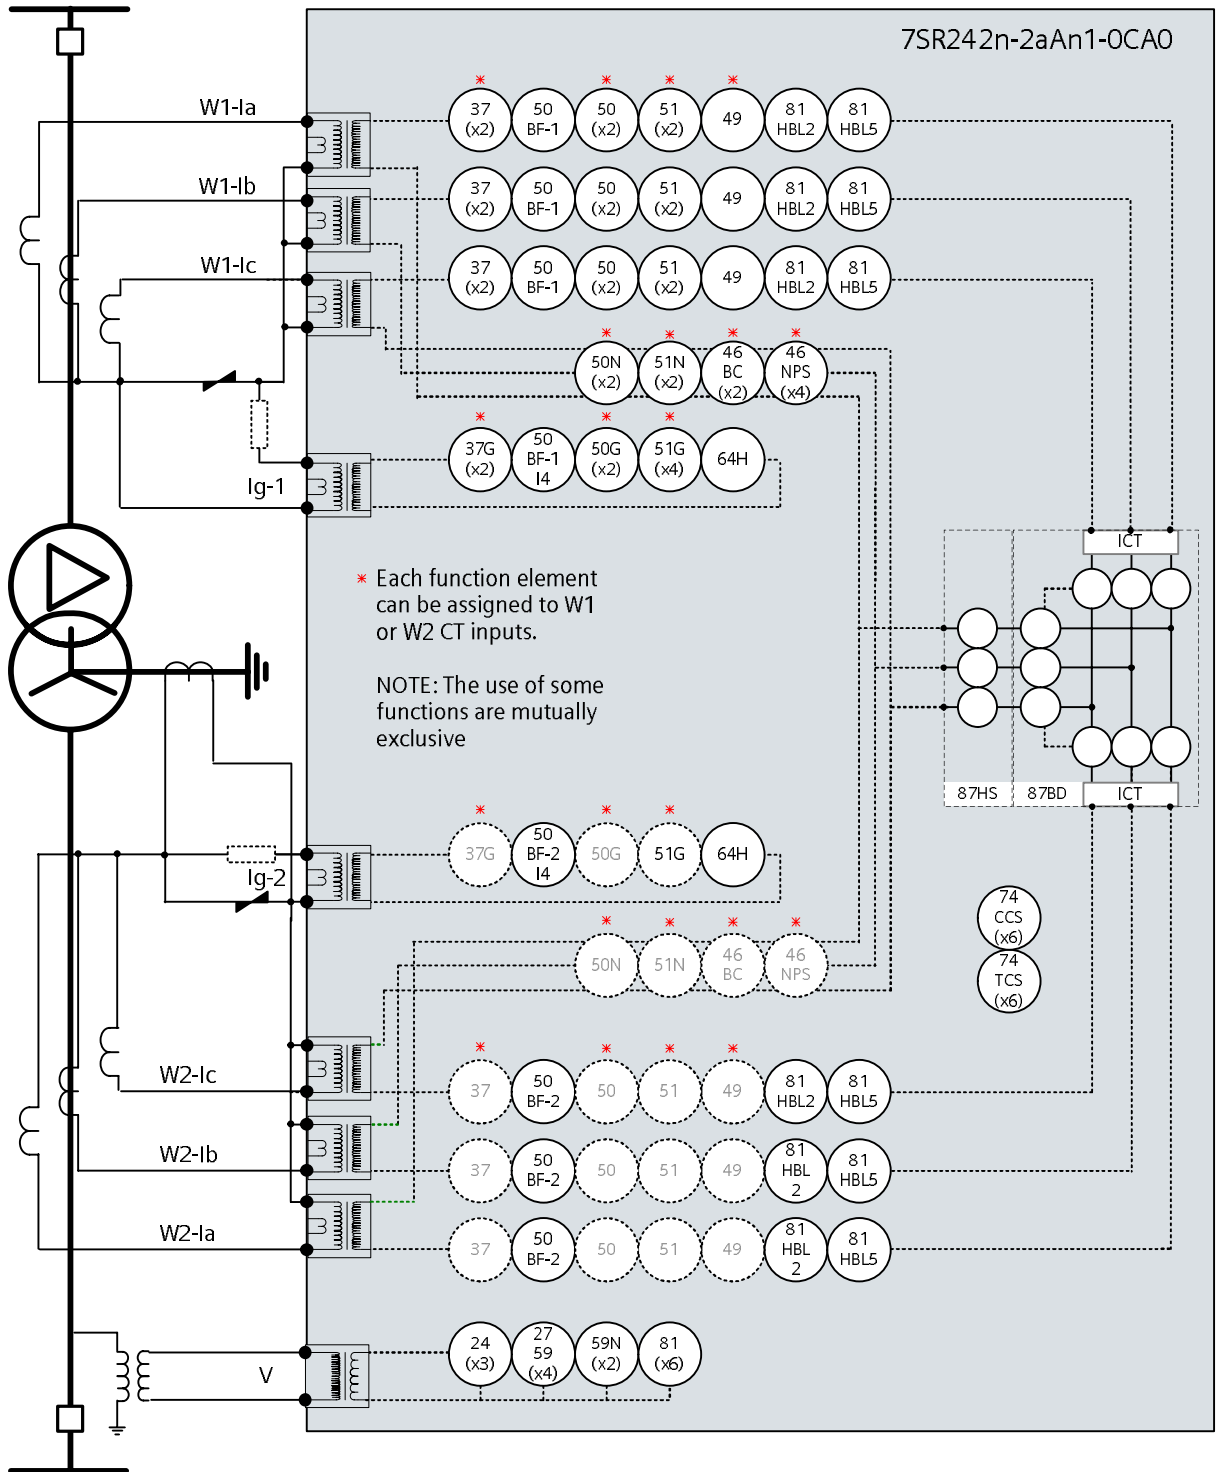 7SR242n-2aAn1-0CA0
* * * *
W1-Ia
37 (x2) 50 BF-1 50 (x2) 51 (x2) 49 81 HBL2 81 HBL5
W1-Ib
37 (x2) 50 BF-1 50 (x2) 51 (x2) 49 81 HBL2 81 HBL5
W1-Ic
37 (x2) 50 BF-1 50 (x2) 51 (x2) 49 81 HBL2 81 HBL5
* * * *
50N (x2) 51N (x2) 46 BC (x2) 46 NPS (x4)
* * *
37G (x2) 50 BF-1 I4 50G (x2) 51G (x4) 64H
Ig-1
ICT
* Each function element
can be assigned to W1
or W2 CT inputs.
NOTE: The use of some
functions are mutually
exclusive
87HS 87BD ICT
* * *
37G 50 BF-2 I4 50G 51G 64H
Ig-2
74 CCS (x6)
* * * *
50N 51N 46 BC 46 NPS
74 TCS (x6)
* * * *
W2-Ic
37 50 BF-2 50 51 49 81 HBL2 81 HBL5
W2-Ib
37 50 BF-2 50 51 49 81 HBL 2 81 HBL5
W2-Ia
37 50 BF-2 50 51 49 81 HBL 2 81 HBL5
V
24 (x3) 27 59 (x4) 59N (x2) 81 (x6)